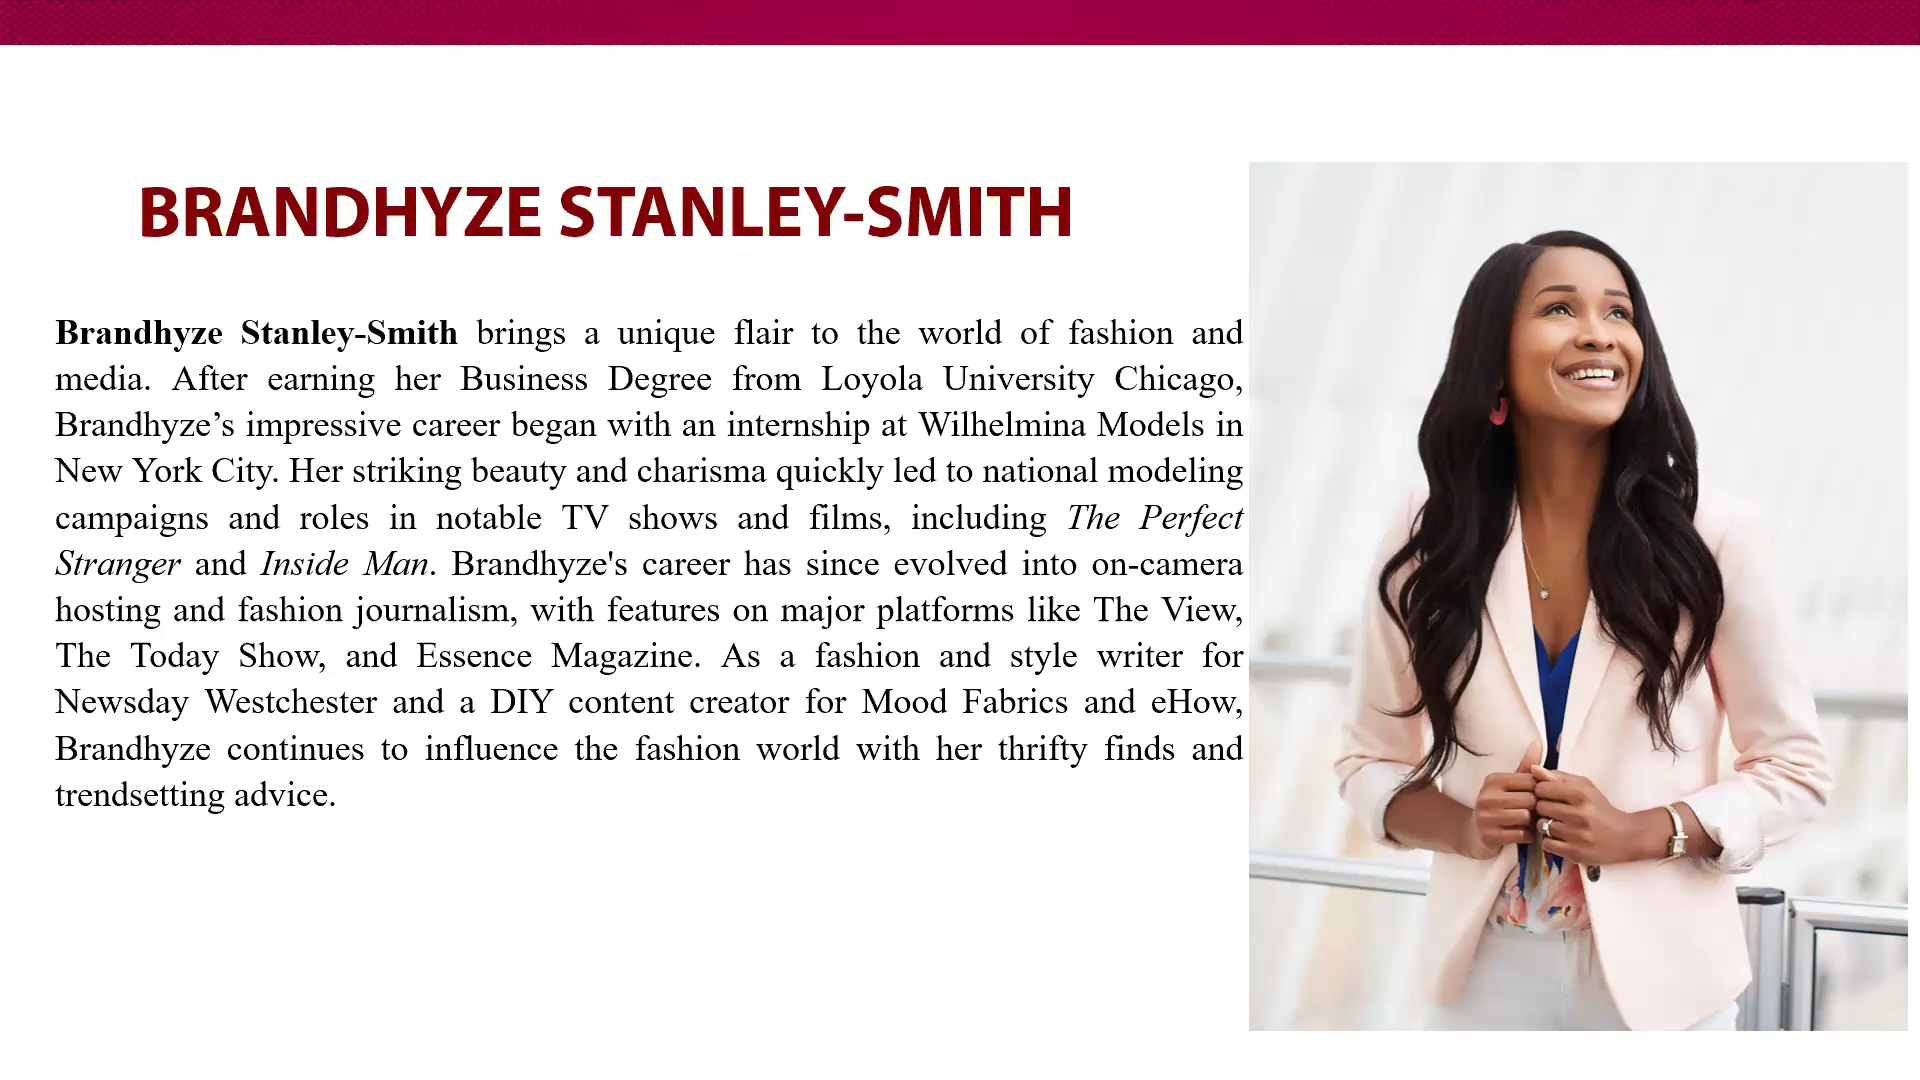 BRANDHYZE STANLEY-SMITH
Brandhyze Stanley-Smith brings a unique flair to the world of fashion and
media. After earning her Business Degree from Loyola University Chicago,
Brandhyze’s impressive career began with an internship at Wilhelmina Models in
New York City. Her striking beauty and charisma quickly led to national modeling
campaigns and roles in notable TV shows and films, including The Perfect
Stranger and Inside Man. Brandhyze's career has since evolved into on-camera
hosting and fashion journalism, with features on major platforms like The View,
The Today Show, and Essence Magazine. As a fashion and style writer for
Newsday Westchester and a DIY content creator for Mood Fabrics and eHow,
Brandhyze continues to influence the fashion world with her thrifty finds and
trendsetting advice.